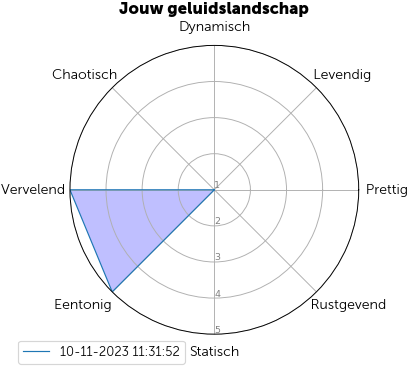 Jouw geluidslandschap
Dynamisch
Chaotisch
Levendig
Vervelend
Prettig
1
2
3
4
5
Eentonig
Rustgevend
10-11-2023 11:31:52
Statisch